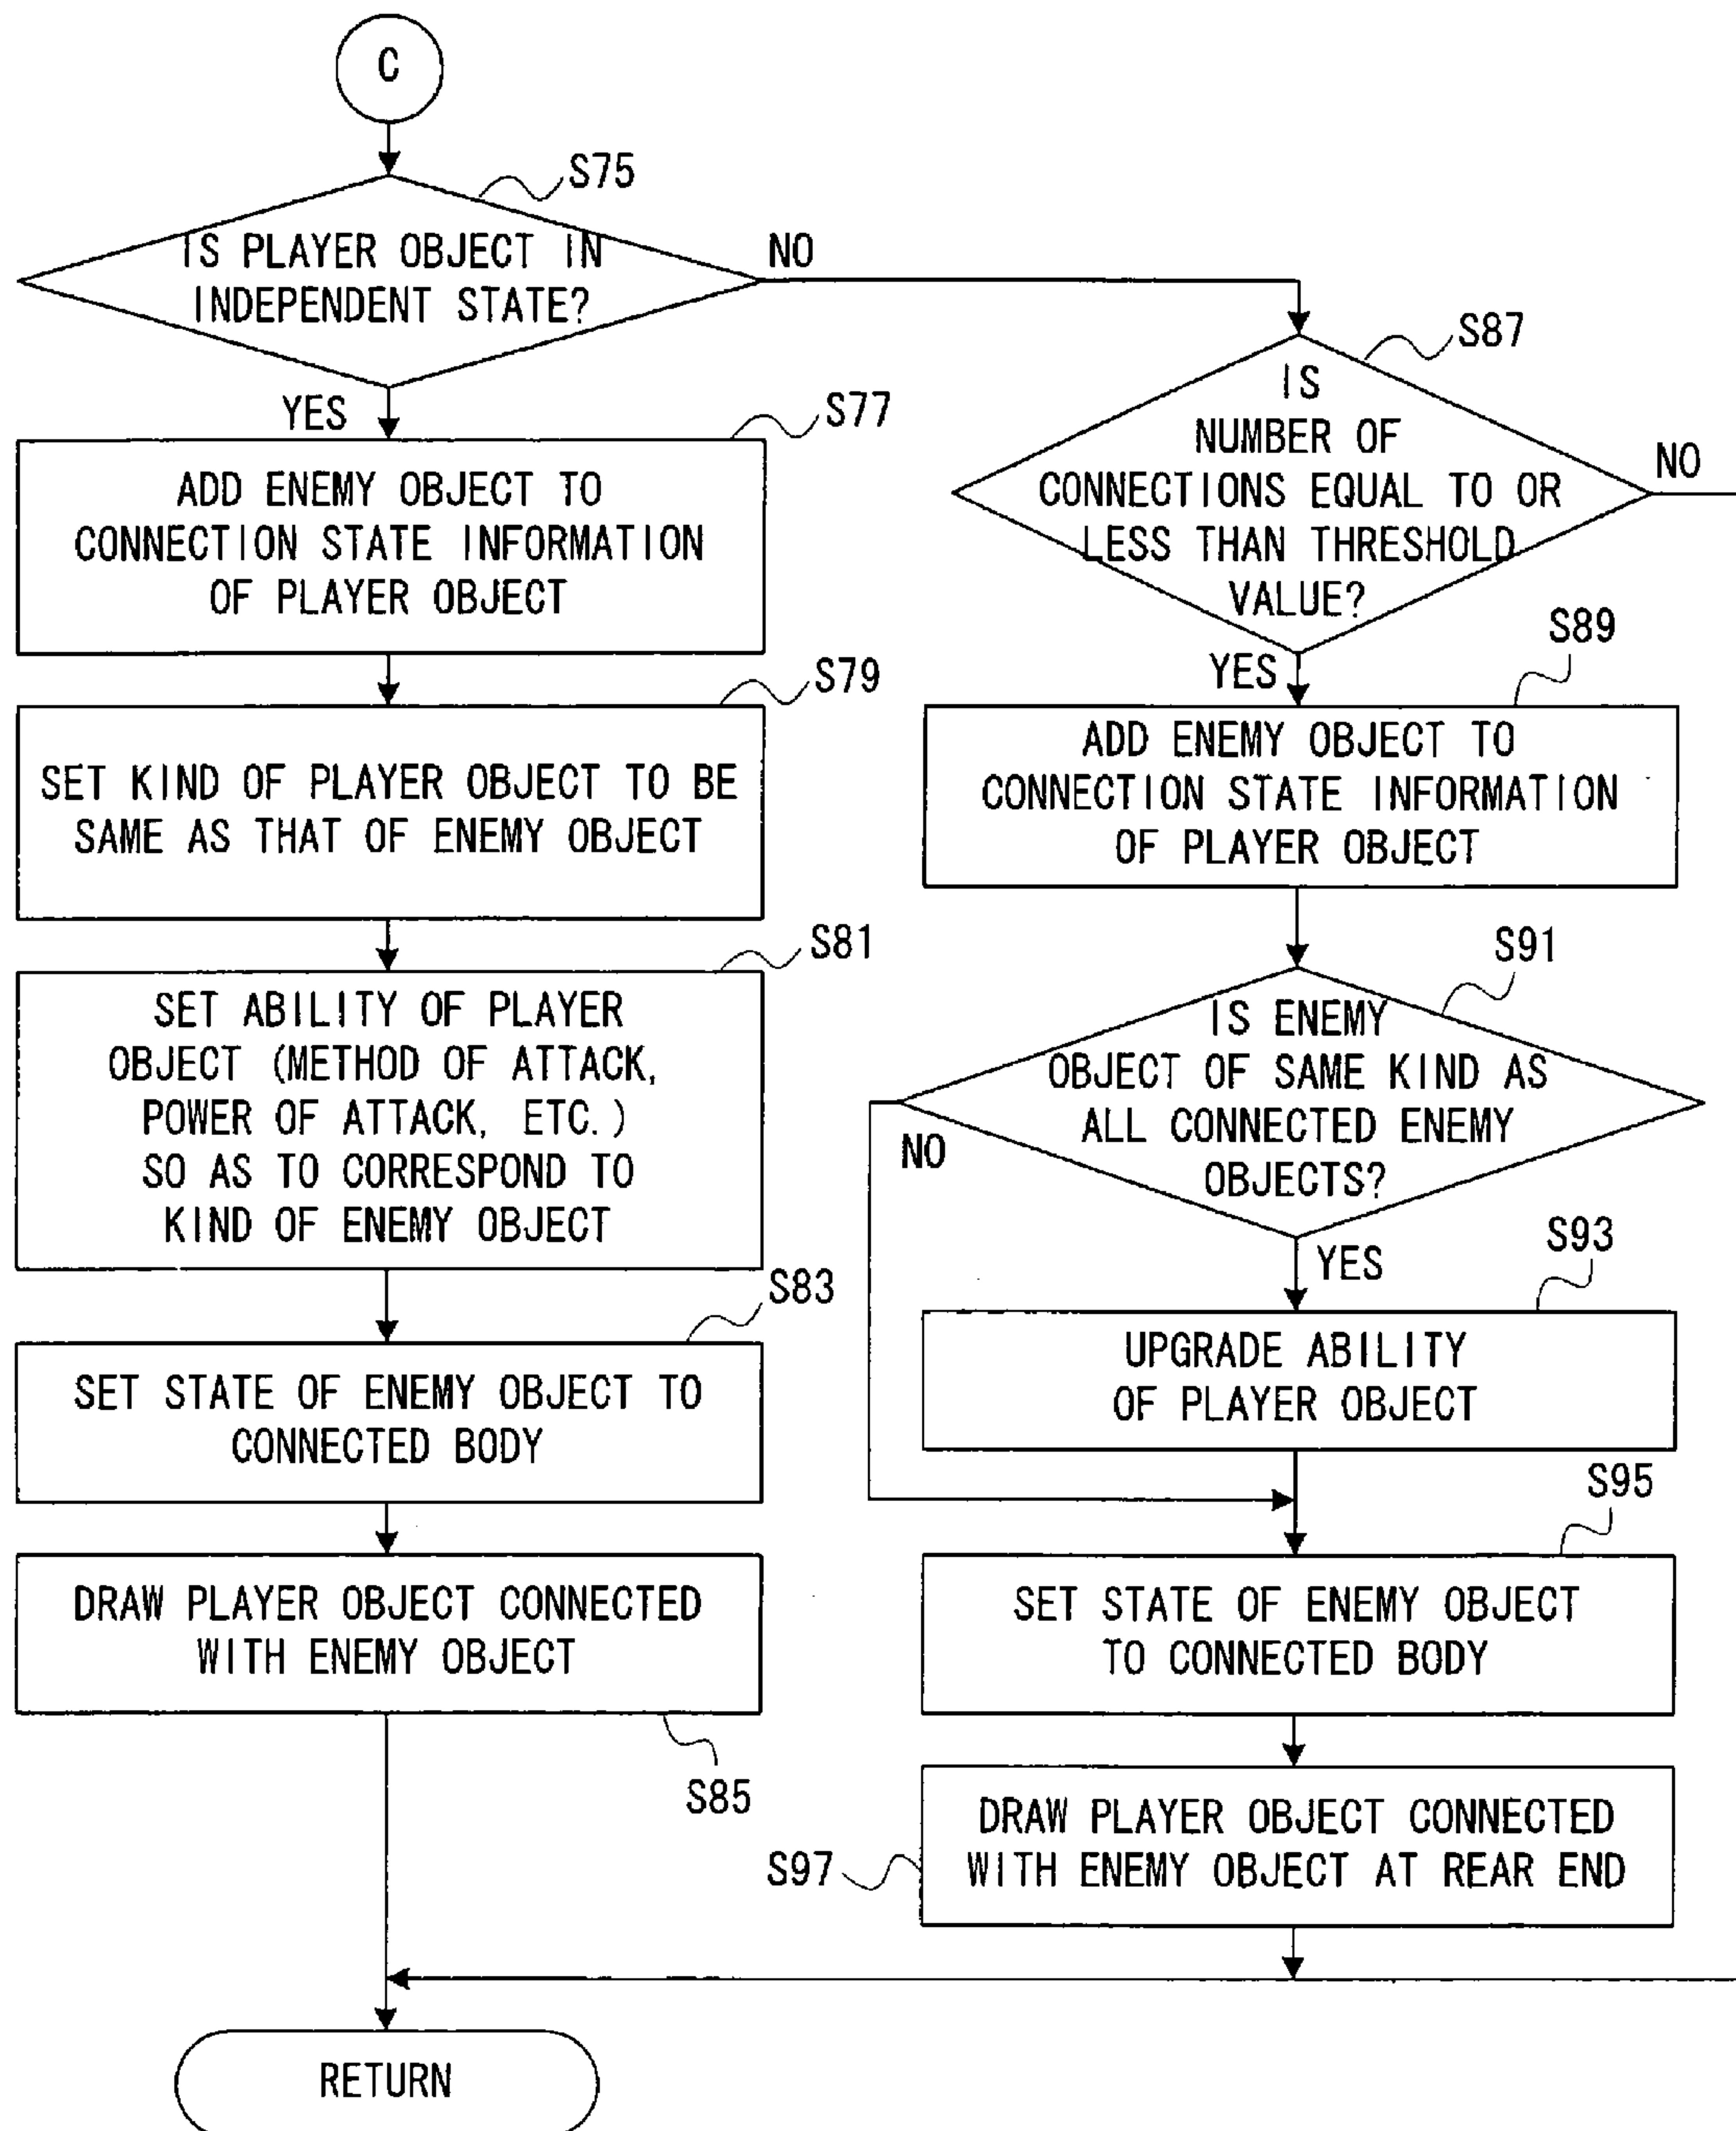 C
S75
IS PLAYER OBJECT IN
INDEPENDENT STATE?
NO
YES
S77
ADD ENEMY OBJECT TO
CONNECTION STATE INFORMATION
OF PLAYER OBJECT
S79
SET KIND OF PLAYER OBJECT TO BE
SAME AS THAT OF ENEMY OBJECT
S81
SET ABILITY OF PLAYER
OBJECT (METHOD OF ATTACK,
POWER OF ATTACK, ETC.)
SO AS TO CORRESPOND TO
KIND OF ENEMY OBJECT
S83
SET STATE OF ENEMY OBJECT TO
CONNECTED BODY
DRAW PLAYER OBJECT CONNECTED
WITH ENEMY OBJECT
S85
S87
IS
NUMBER OF
CONNECTIONS EQUAL TO OR
LESS THAN THRESHOLD
VALUE?
NO
YES
S89
ADD ENEMY OBJECT TO
CONNECTION STATE INFORMATION
OF PLAYER OBJECT
S91
IS ENEMY
OBJECT OF SAME KIND AS
ALL CONNECTED ENEMY
OBJECTS?
NO
YES
S93
UPGRADE ABILITY
OF PLAYER OBJECT
S95
SET STATE OF ENEMY OBJECT
TO CONNECTED BODY
S97
DRAW PLAYER OBJECT CONNECTED
WITH ENEMY OBJECT AT REAR END
RETURN